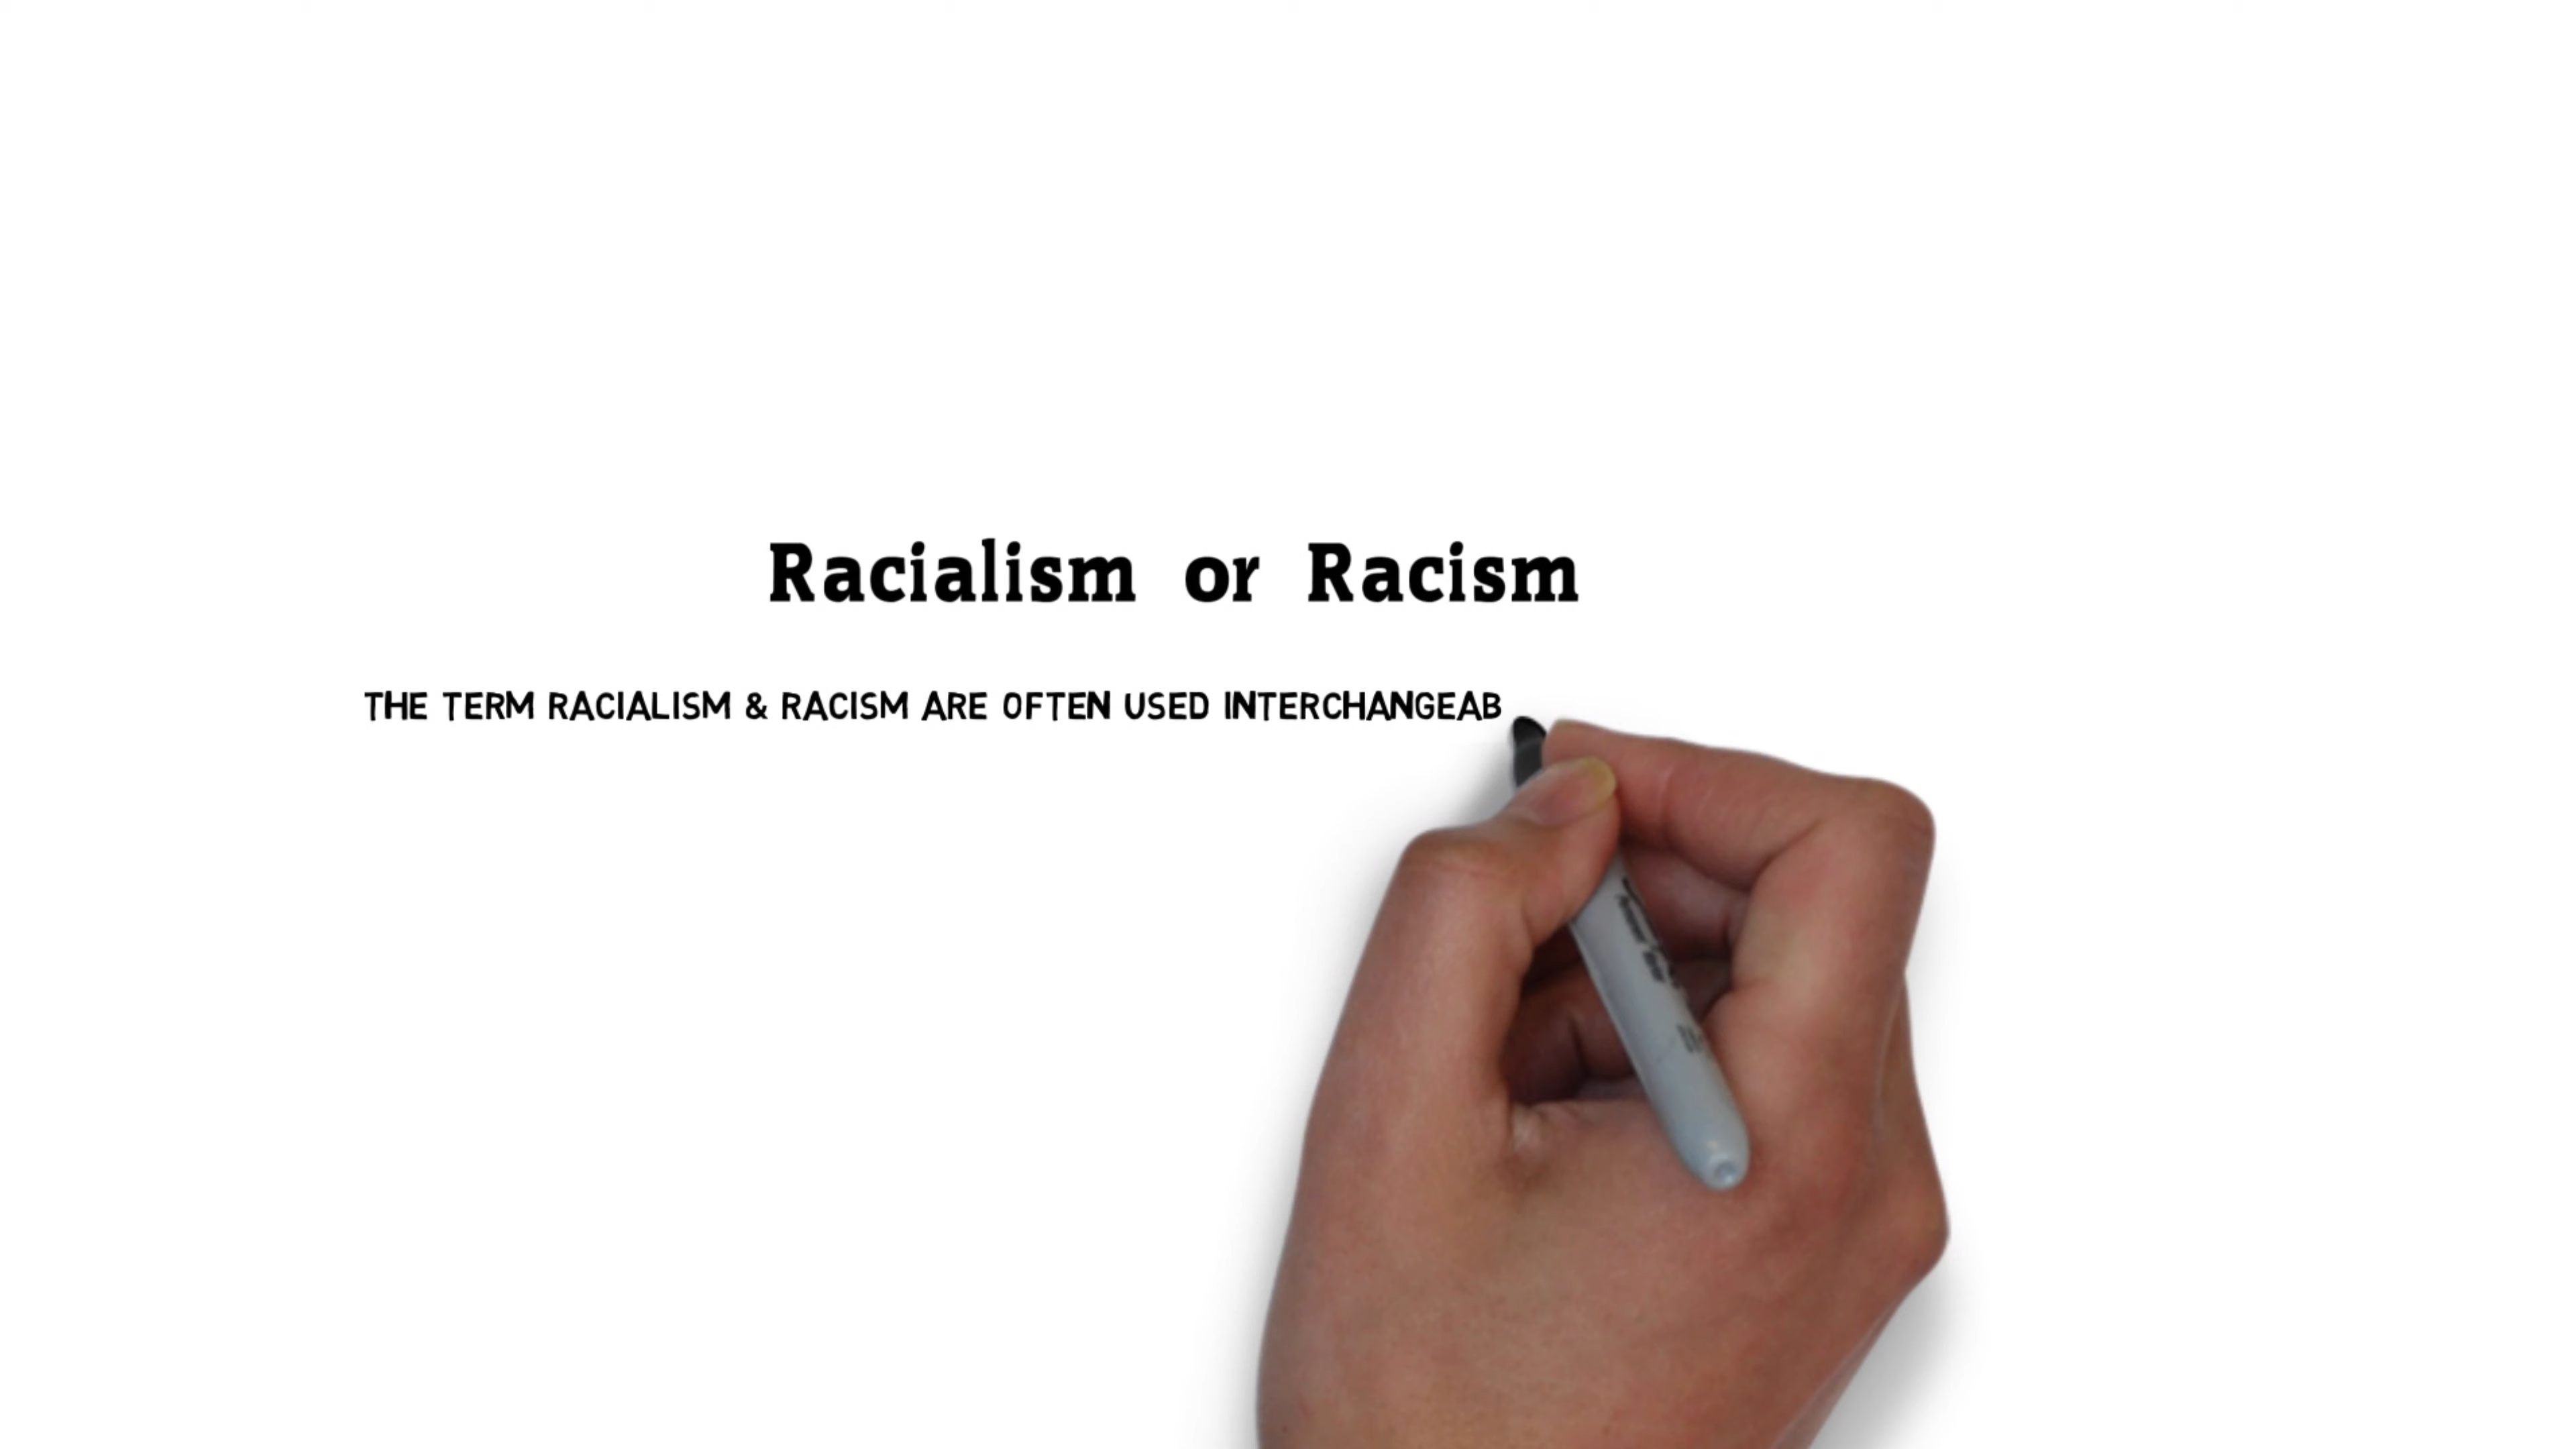 Racialism or Racism
THE TERM RACIALISM & RACISM ARE OFTEN USED INTERCHANGEAB